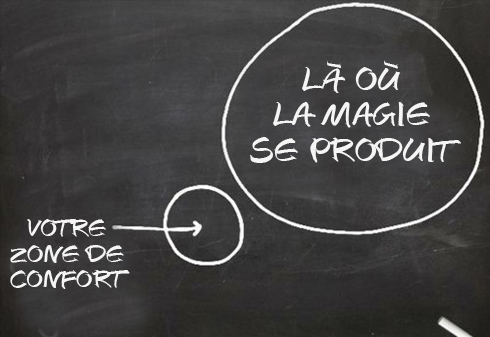 LÀ OÙ
LA MAGIE
SE PRODUIT
VOTRE
ZONE DE
CONFORT